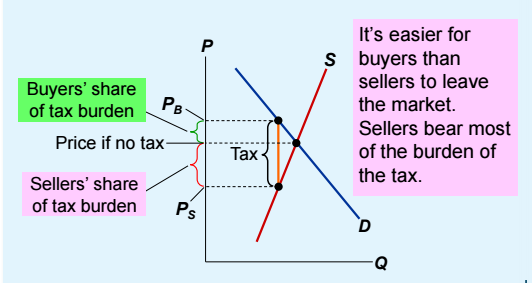 P
S
It's easier for
buyers than
sellers to leave
the market.
Sellers bear most
of the burden of
the tax.
Buyers' share
of tax burden
PB
Price if no tax
Tax
Sellers' share
of tax burden
PS
D
Q